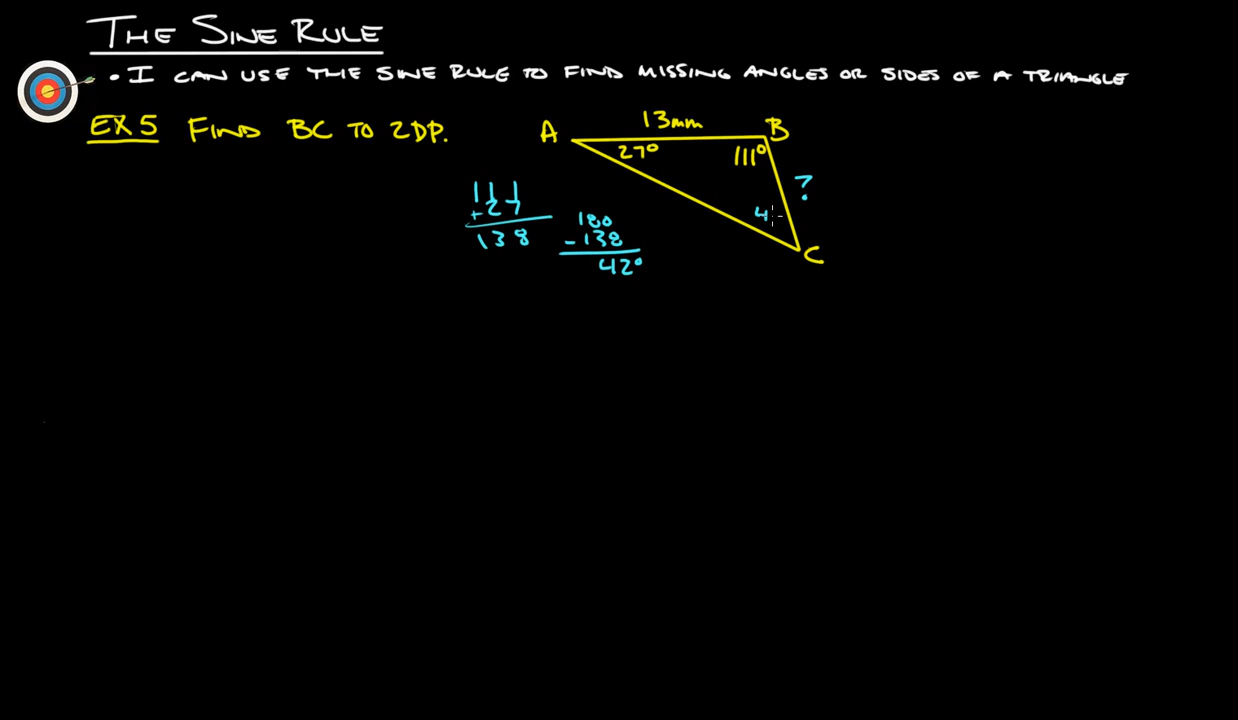 THE SINE RULE
• I CAN USE THE SINE RULE TO FIND MISSING ANGLES OR SIDES OF A TRIANGLE
EX 5 FIND BC TO 2DP.
A
13mm
B
27°
111°
?
4
C
111
+27
138
180
-138
42°